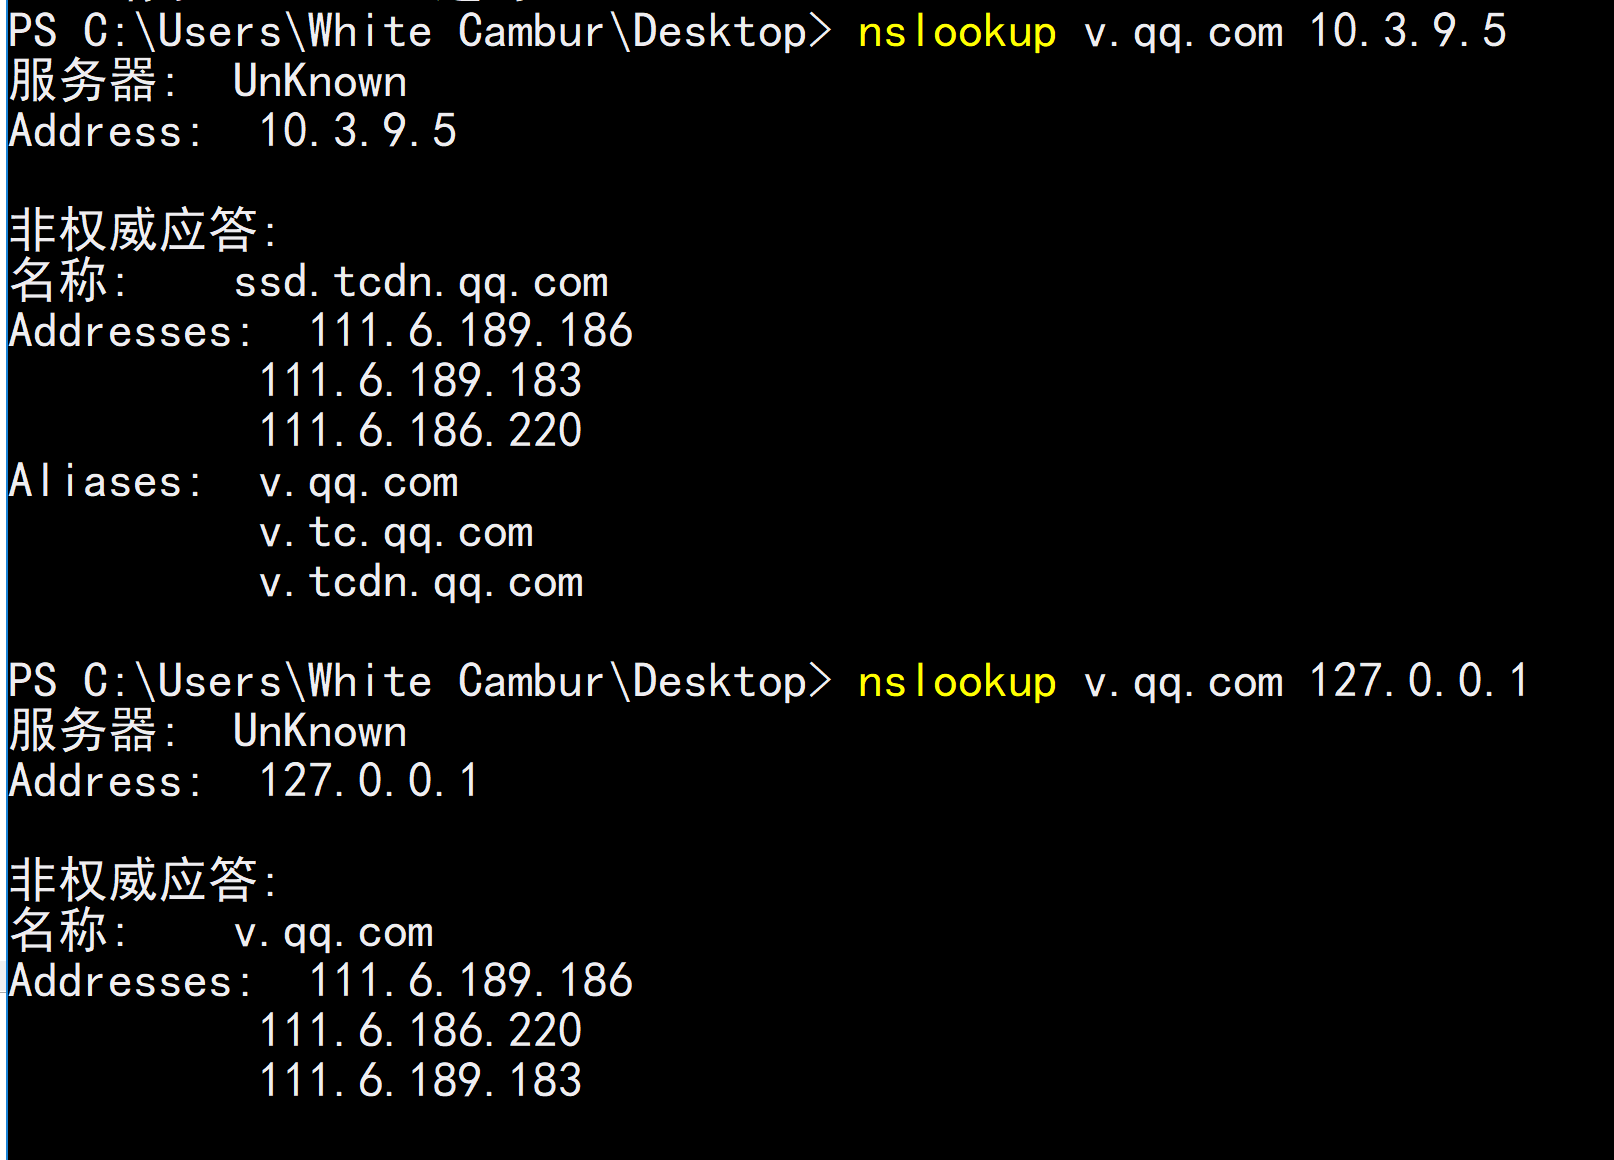 PS C:\Users\White Cambur\Desktop> nslookup v.qq.com 10.3.9.5
服务器:  UnKnown
Address:  10.3.9.5
非权威应答:
名称:    ssd.tcdn.qq.com
Addresses:  111.6.189.186
111.6.189.183
111.6.186.220
Aliases:  v.qq.com
v.tc.qq.com
v.tcdn.qq.com
PS C:\Users\White Cambur\Desktop> nslookup v.qq.com 127.0.0.1
服务器:  UnKnown
Address:  127.0.0.1
非权威应答:
名称:    v.qq.com
Addresses:  111.6.189.186
111.6.186.220
111.6.189.183